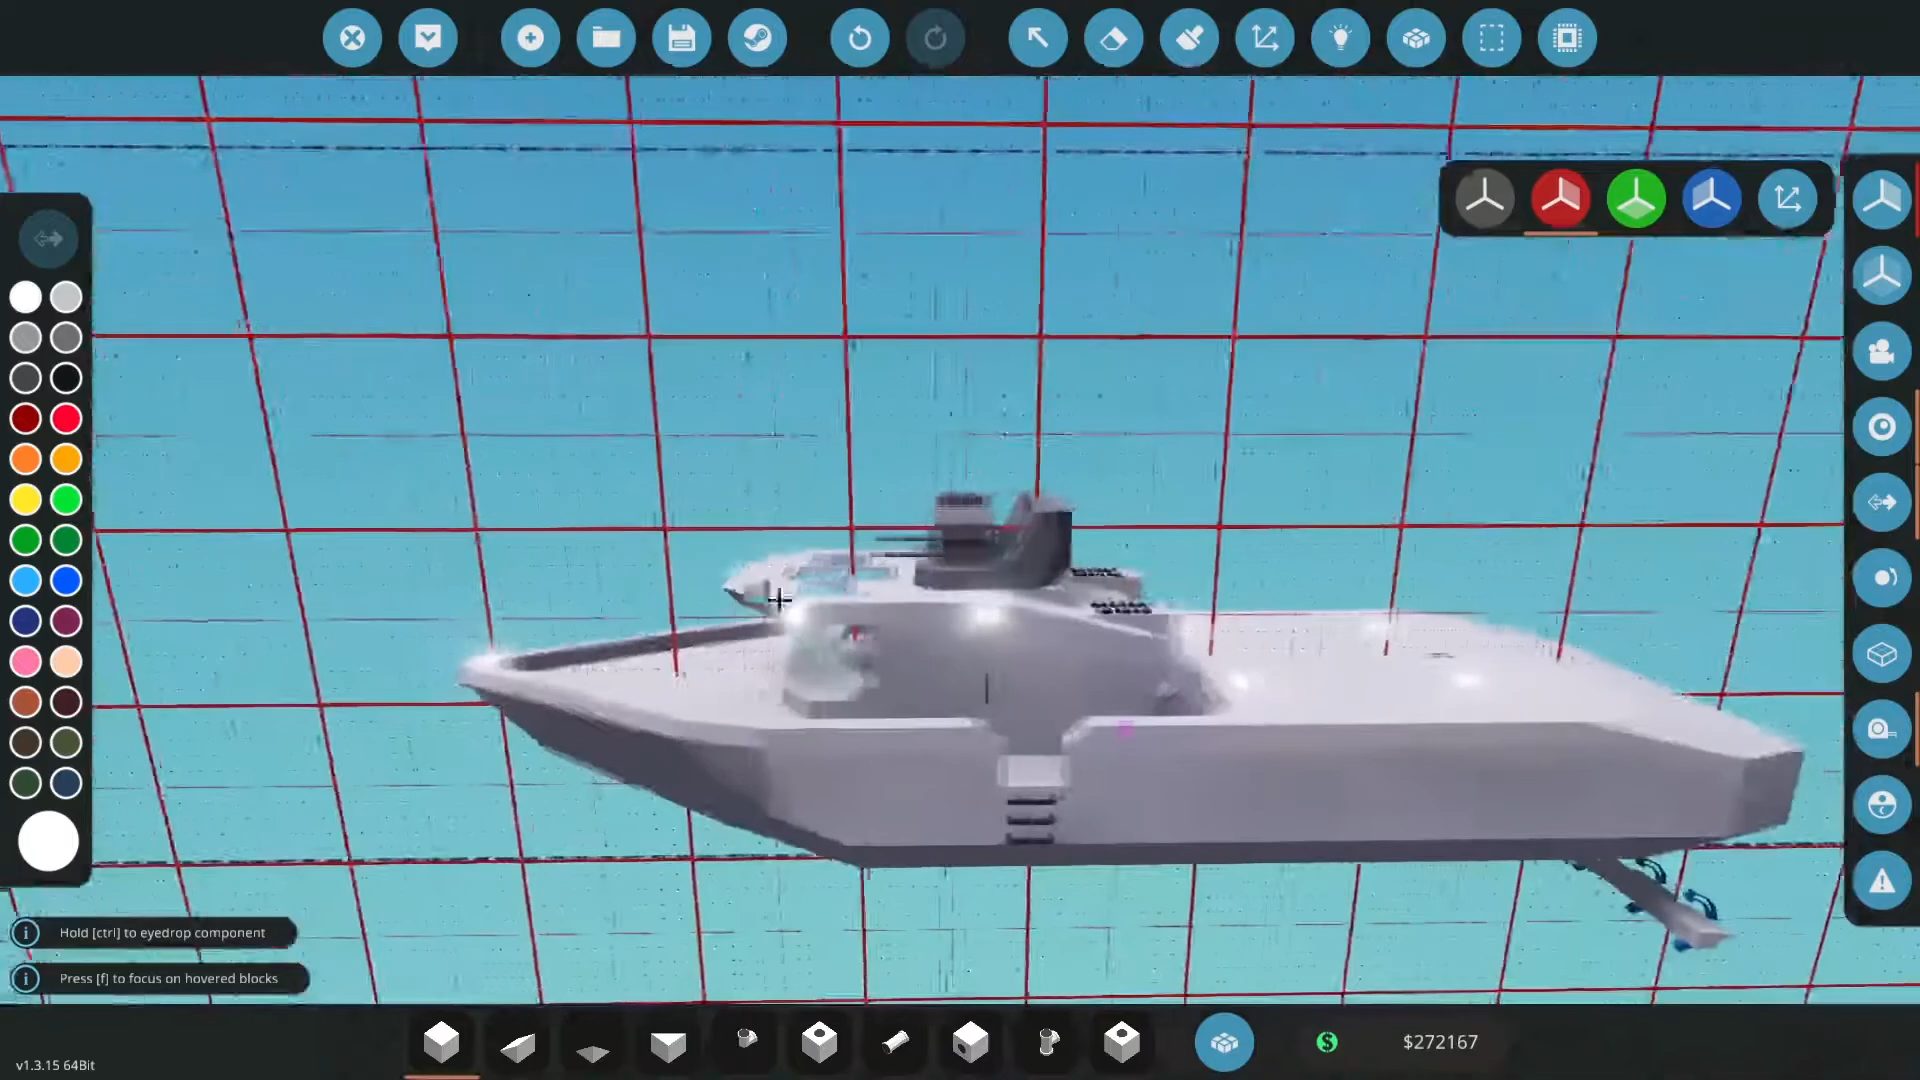 Hold [ctrl] to eyedrop component
Press [f] to focus on hovered blocks
$272167
v1.3.15 64Bit